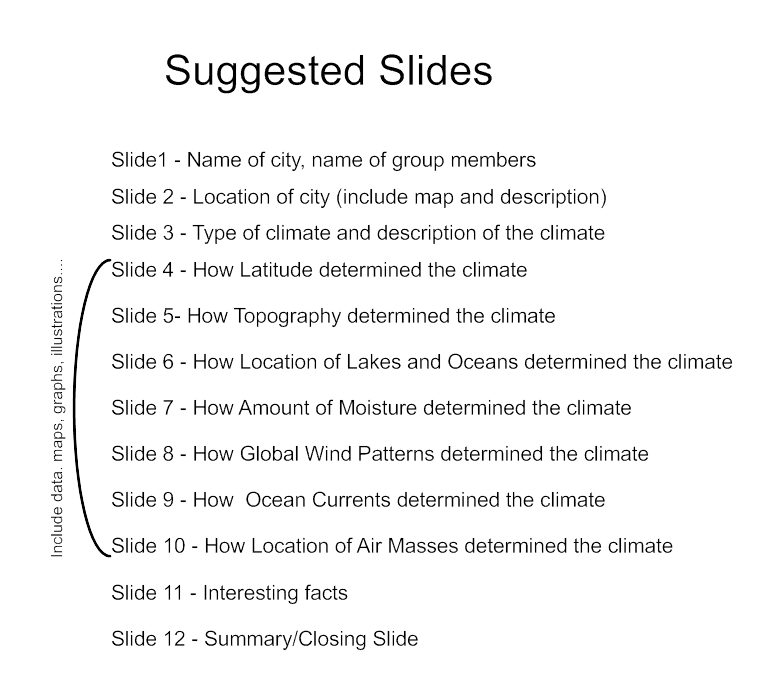 Suggested Slides
Slide1 - Name of city, name of group members
Slide 2 - Location of city (include map and description)
Slide 3 - Type of climate and description of the climate
Slide 4 - How Latitude determined the climate
Slide 5- How Topography determined the climate
Slide 6 - How Location of Lakes and Oceans determined the climate
Slide 7 - How Amount of Moisture determined the climate
Slide 8 - How Global Wind Patterns determined the climate
Slide 9 - How  Ocean Currents determined the climate
Slide 10 - How Location of Air Masses determined the climate
Slide 11 - Interesting facts
Slide 12 - Summary/Closing Slide
Include data. maps, graphs, illustrations....